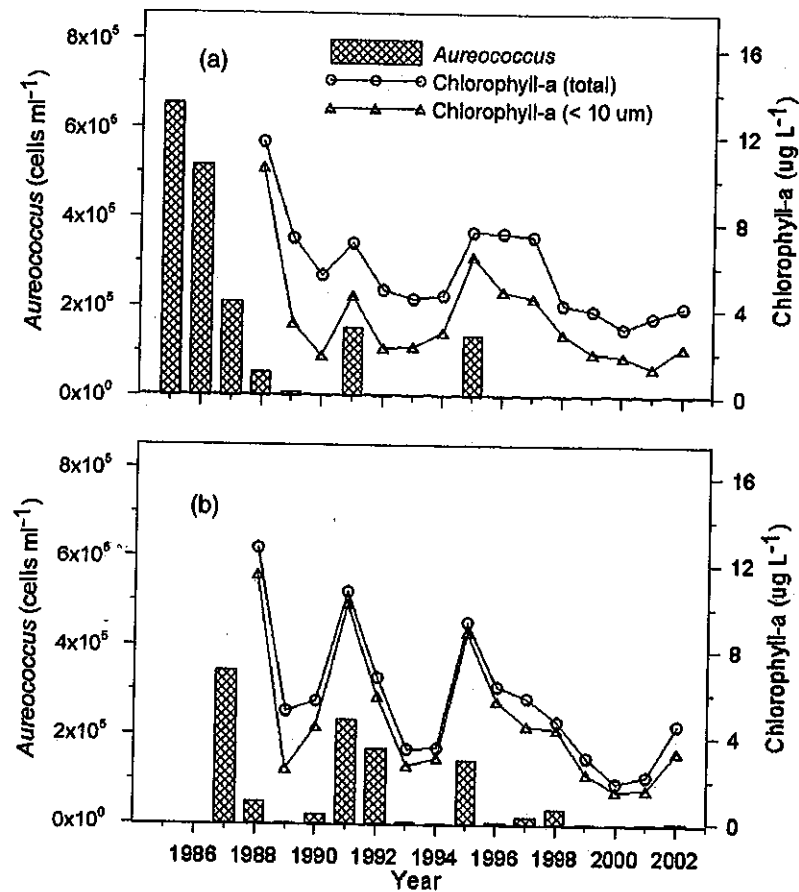 (a)
Aureococcus
Chlorophyll-a (total)
Chlorophyll-a (< 10 um)
Aureococcus (cells ml⁻¹)
8x10⁵
6x10⁵
4x10⁵
2x10⁵
0x10⁰
Chlorophyll-a (ug L⁻¹)
16
12
8
4
0
(b)
Aureococcus (cells ml⁻¹)
8x10⁵
6x10⁵
4x10⁵
2x10⁵
0x10⁰
Chlorophyll-a (ug L⁻¹)
16
12
8
4
0
1986 1988 1990 1992 1994 1996 1998 2000 2002
Year